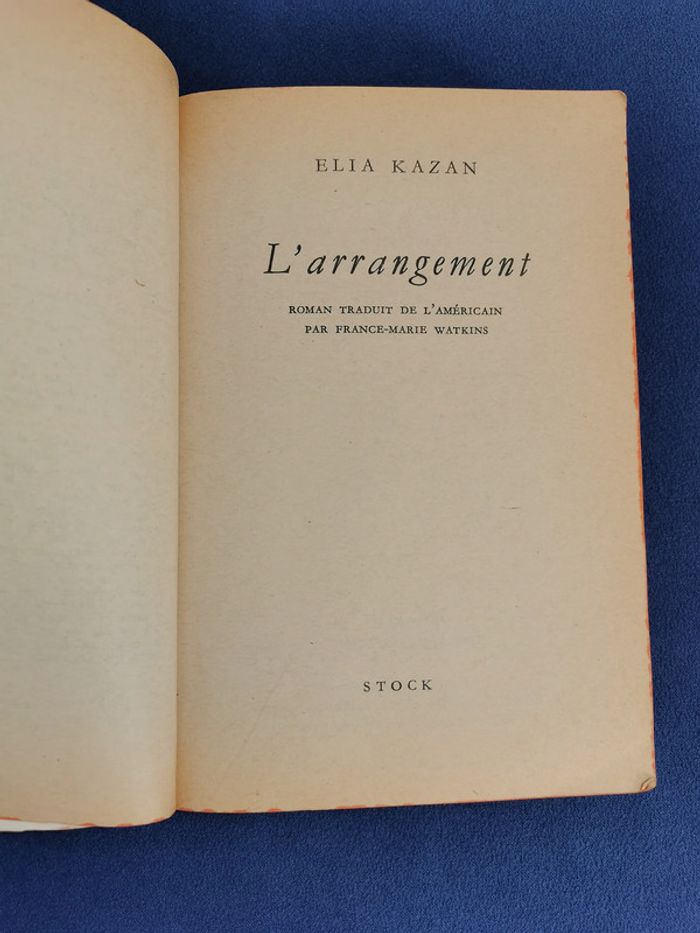 ELIA KAZAN
L'arrangement
ROMAN TRADUIT DE L'AMÉRICAIN
PAR FRANCE-MARIE WATKINS
STOCK